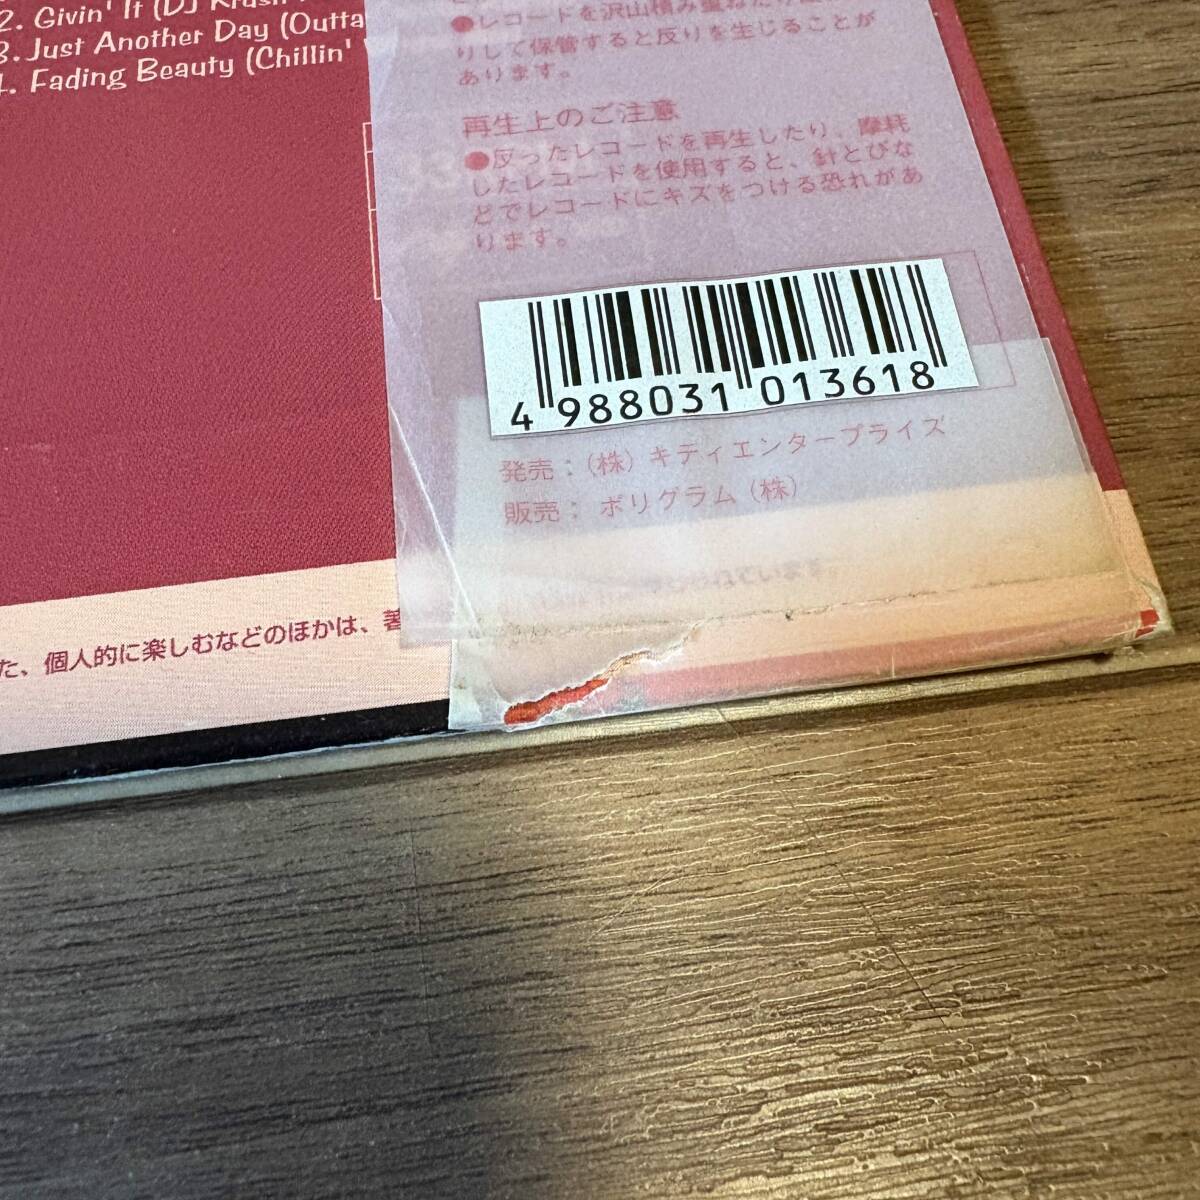 2. Givin' It (DJ Krush
3. Just Another Day (Outta
4. Fading Beauty (Chillin'
●レコードを沢山積み重ねたり
りして保管すると反りを生じることが
あります。
再生上のご注意
●反ったレコードを再生したり、摩耗
したレコードを使用すると、針とびな
どでレコードにキズをつける恐れがあ
ります。
4 988031 013618
発売：（株）キティエンタープライズ
販売：ポリグラム（株）
られています。
た、個人的に楽しむなどのほかは、著